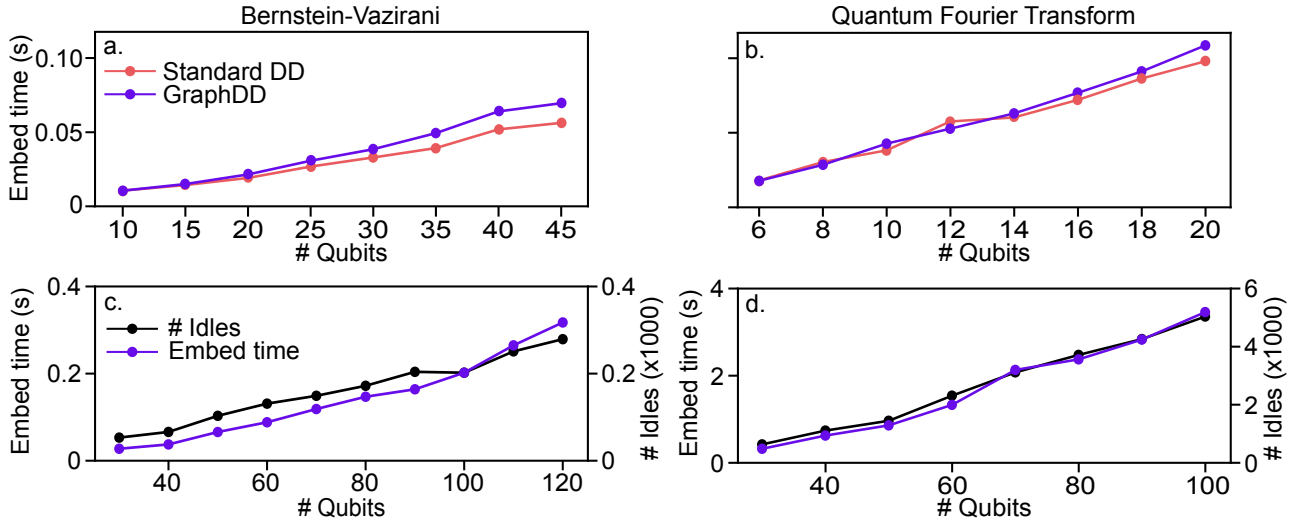 Bernstein-Vazirani
Quantum Fourier Transform
a.
Standard DD
GraphDD
Embed time (s)
0.10
0.05
0
10 15 20 25 30 35 40 45
# Qubits
b.
6 8 10 12 14 16 18 20
# Qubits
c.
# Idles
Embed time
Embed time (s)
0.4
0.2
0
0.4
0.2
0
# Idles (x1000)
40 60 80 100 120
# Qubits
d.
Embed time (s)
4
2
0
6
4
2
0
# Idles (x1000)
40 60 80 100
# Qubits